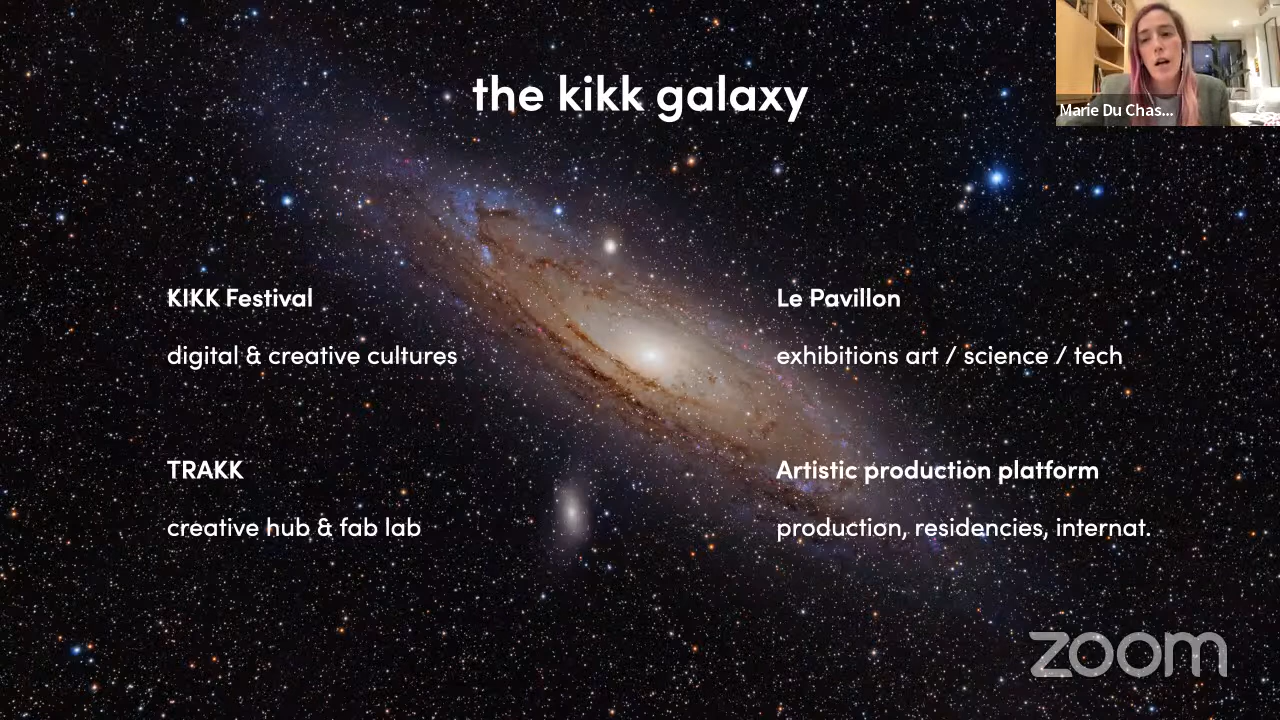 the kikk galaxy
Marie Du Chas...
KIKK Festival
digital & creative cultures
Le Pavillon
exhibitions art / science / tech
TRAKK
creative hub & fab lab
Artistic production platform
production, residencies, internat.
zoom